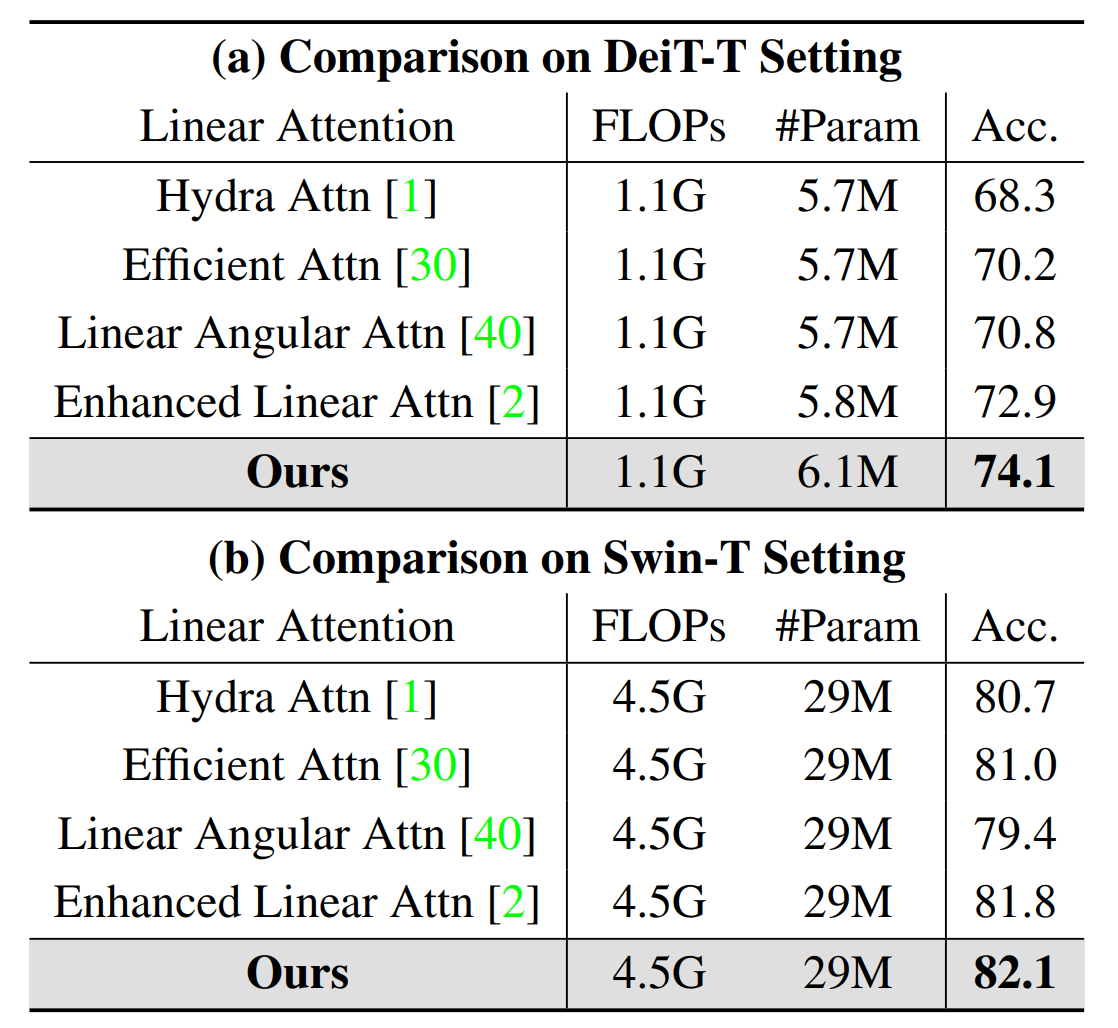 (a) Comparison on DeiT-T Setting
Linear Attention FLOPs #Param Acc.
Hydra Attn [1] 1.1G 5.7M 68.3
Efficient Attn [30] 1.1G 5.7M 70.2
Linear Angular Attn [40] 1.1G 5.7M 70.8
Enhanced Linear Attn [2] 1.1G 5.8M 72.9
Ours 1.1G 6.1M 74.1
(b) Comparison on Swin-T Setting
Linear Attention FLOPs #Param Acc.
Hydra Attn [1] 4.5G 29M 80.7
Efficient Attn [30] 4.5G 29M 81.0
Linear Angular Attn [40] 4.5G 29M 79.4
Enhanced Linear Attn [2] 4.5G 29M 81.8
Ours 4.5G 29M 82.1